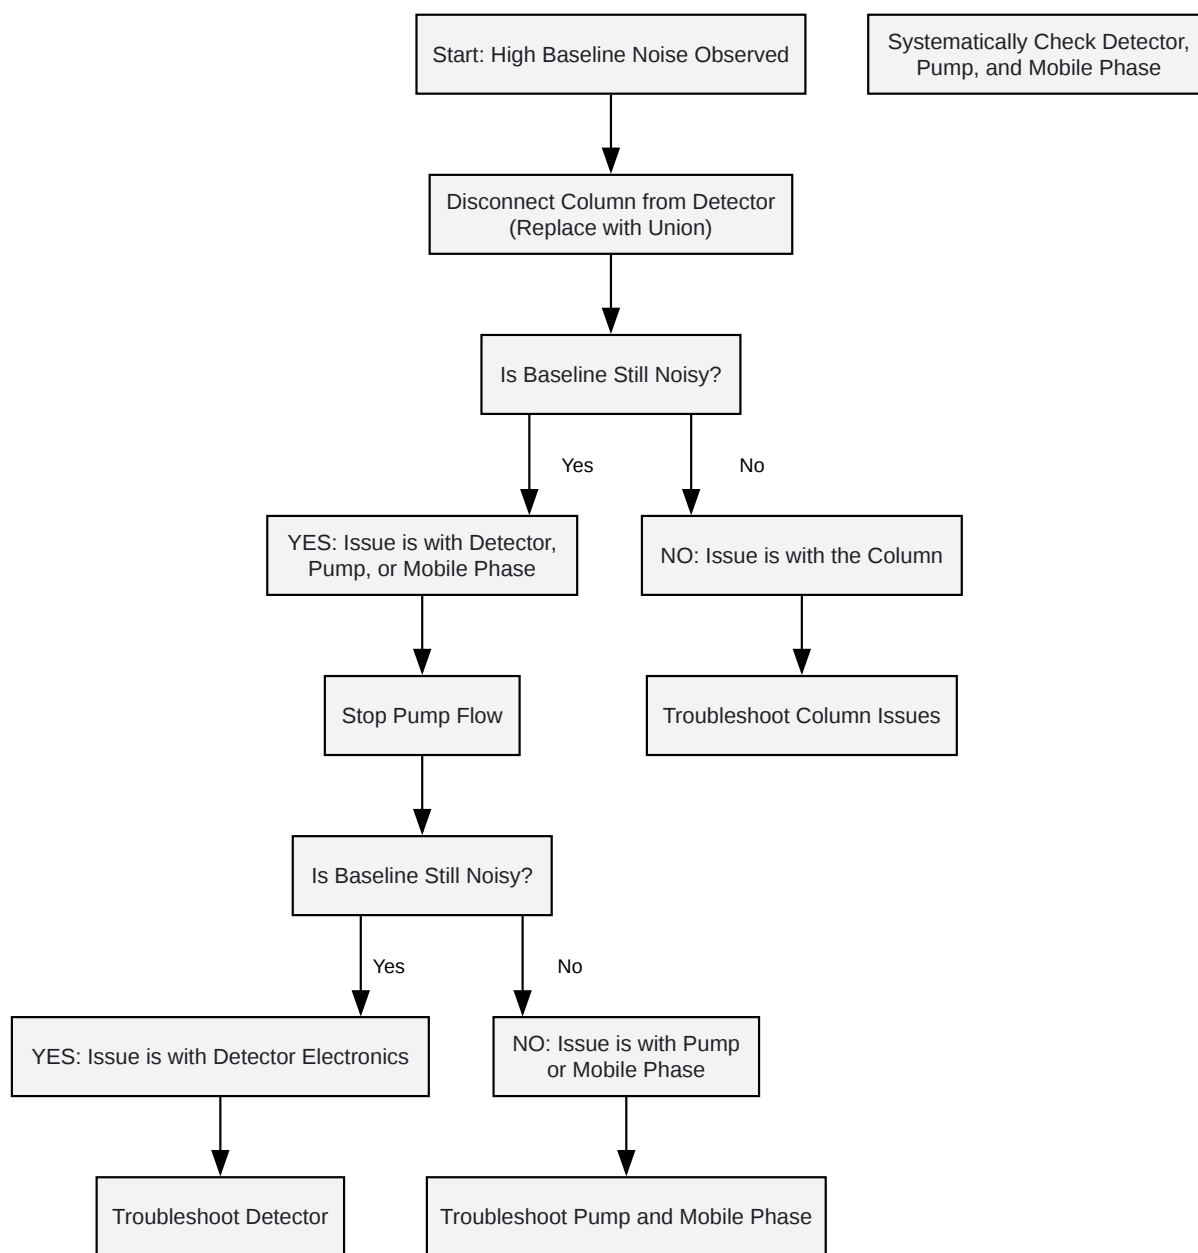 Start: High Baseline Noise Observed
Systematically Check Detector,
Pump, and Mobile Phase
Disconnect Column from Detector
(Replace with Union)
Is Baseline Still Noisy?
Yes
No
YES: Issue is with Detector,
Pump, or Mobile Phase
NO: Issue is with the Column
Stop Pump Flow
Troubleshoot Column Issues
Is Baseline Still Noisy?
Yes
No
YES: Issue is with Detector Electronics
NO: Issue is with Pump
or Mobile Phase
Troubleshoot Detector
Troubleshoot Pump and Mobile Phase